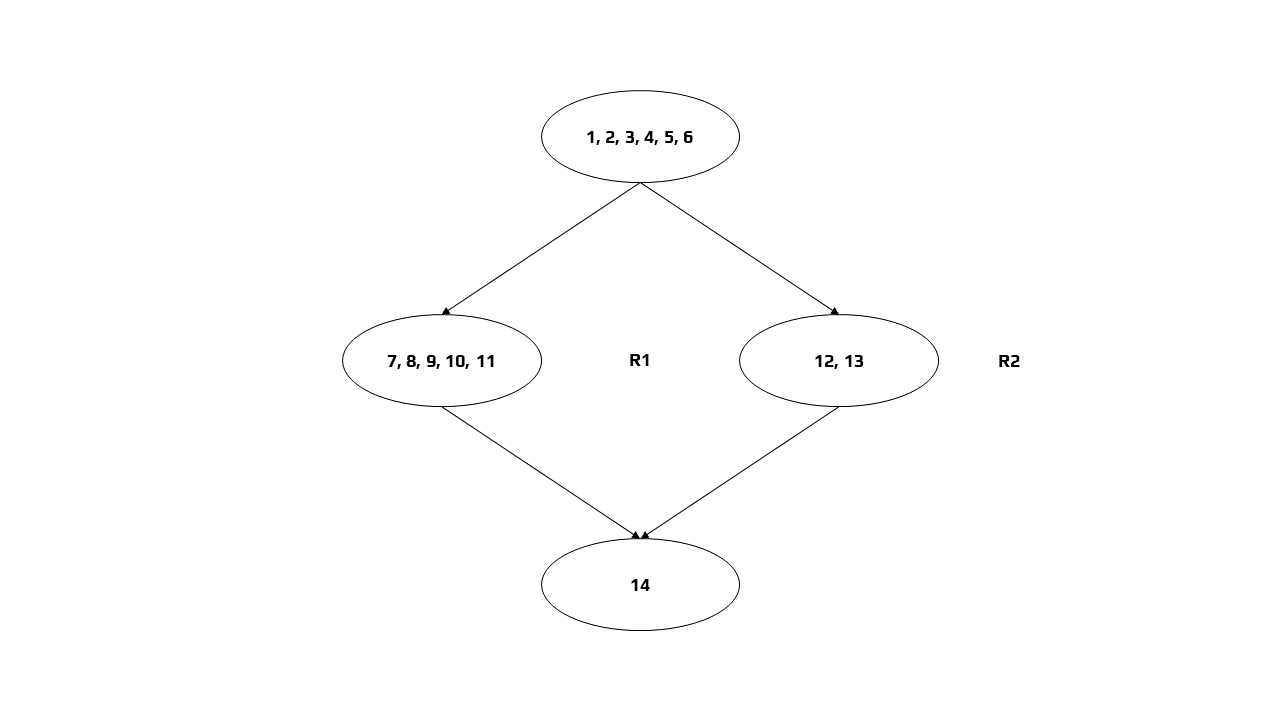 1, 2, 3, 4, 5, 6
7, 8, 9, 10, 11
R1
12, 13
R2
14